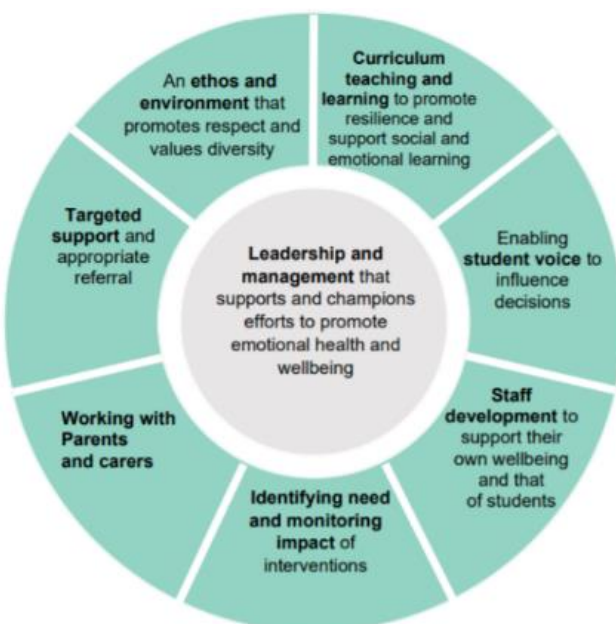 An ethos and
environment that
promotes respect and
values diversity
Curriculum
teaching and
learning to promote
resilience and
support social and
emotional learning
Enabling
student voice to
influence
decisions
Staff
development to
support their
own wellbeing
and that
of students
Identifying need
and monitoring
impact of
interventions
Working with
Parents
and carers
Targeted
support and
appropriate
referral
Leadership and
management that
supports and champions
efforts to promote
emotional health and
wellbeing